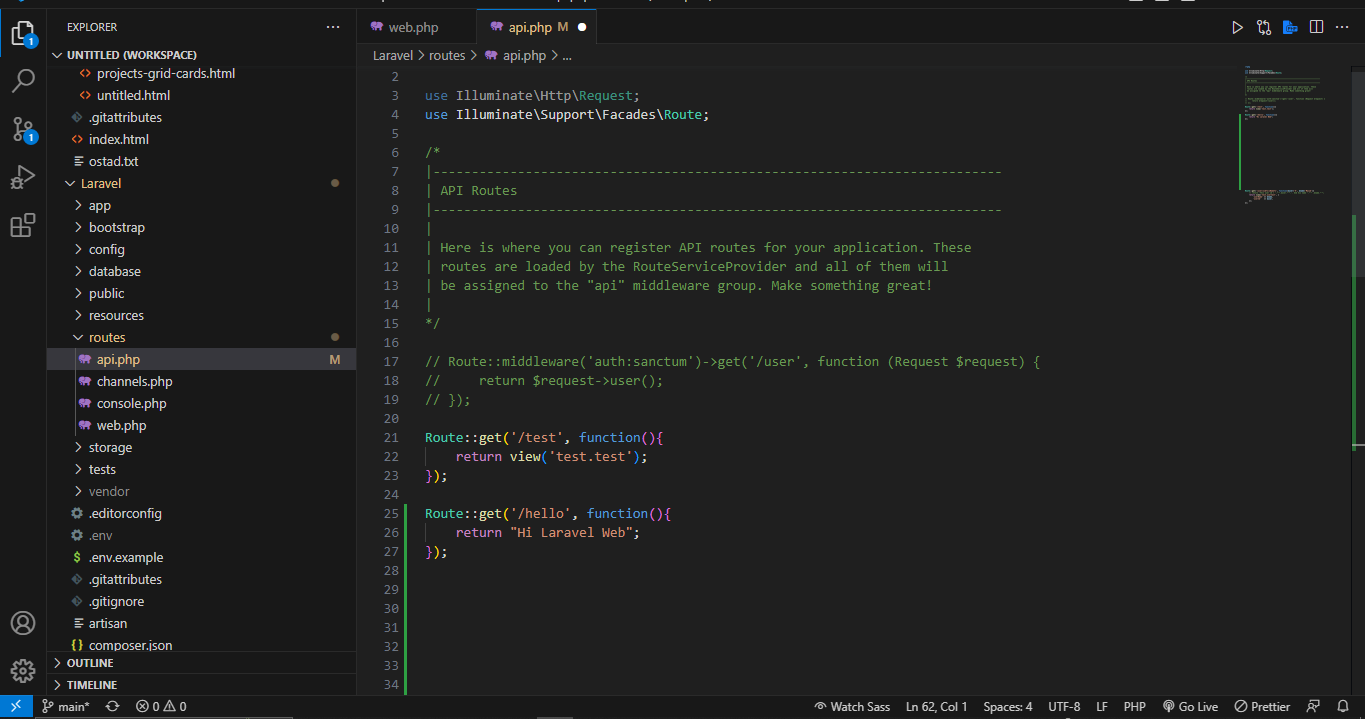 EXPLORER
UNTITLED (WORKSPACE)
projects-grid-cards.html
untitled.html
.gitattributes
index.html
ostad.txt
Laravel
app
bootstrap
config
database
public
resources
routes
api.php M
channels.php
console.php
web.php
storage
tests
vendor
.editorconfig
.env
.env.example
.gitattributes
.gitignore
artisan
composer.json
OUTLINE
TIMELINE
1
1
web.php
api.php M
Laravel > routes > api.php > ...
2
3 use Illuminate\Http\Request;
4 use Illuminate\Support\Facades\Route;
5
6 /*
7 |--------------------------------------------------------------------------
8 | API Routes
9 |--------------------------------------------------------------------------
10 |
11 | Here is where you can register API routes for your application. These
12 | routes are loaded by the RouteServiceProvider and all of them will
13 | be assigned to the "api" middleware group. Make something great!
14 |
15 */
16
17 // Route::middleware('auth:sanctum')->get('/user', function (Request $request) {
18 //     return $request->user();
19 // });
20
21 Route::get('/test', function(){
22     return view('test.test');
23 });
24
25 Route::get('/hello', function(){
26     return "Hi Laravel Web";
27 });
28
29
30
31
32
33
34
main* 0 0 Watch Sass Ln 62, Col 1 Spaces: 4 UTF-8 LF PHP Go Live Prettier